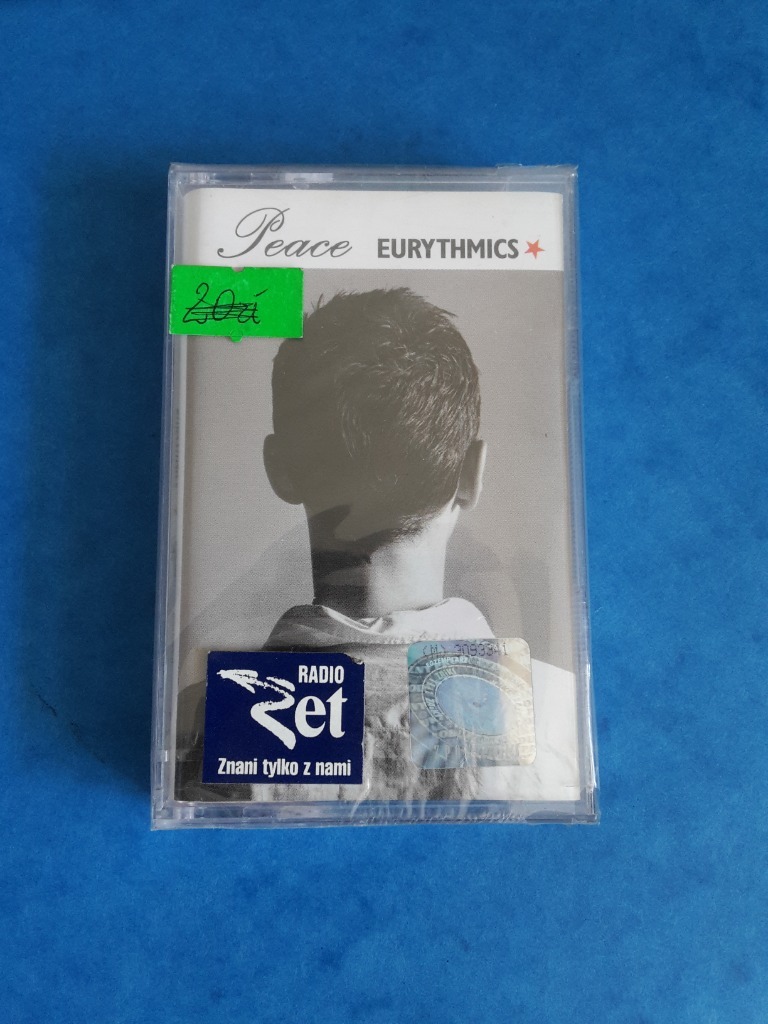 Peace EURYTHMICS
20zł
RADIO
Zet
Znani tylko z nami